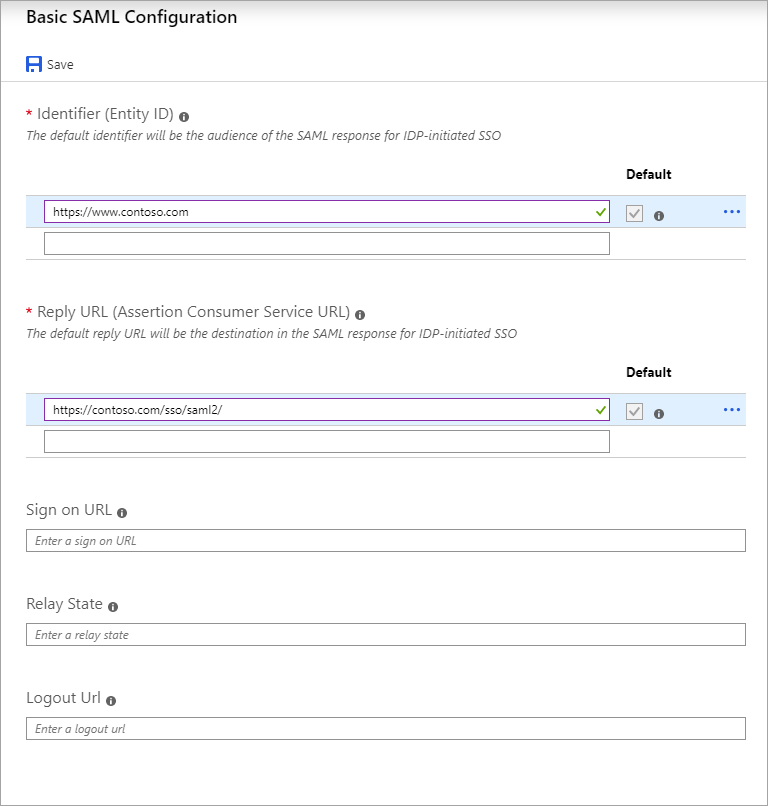 Basic SAML Configuration
Save
* Identifier (Entity ID)
The default identifier will be the audience of the SAML response for IDP-initiated SSO
Default
https://www.contoso.com
* Reply URL (Assertion Consumer Service URL)
The default reply URL will be the destination in the SAML response for IDP-initiated SSO
Default
https://contoso.com/sso/saml2/
Sign on URL
Enter a sign on URL
Relay State
Enter a relay state
Logout Url
Enter a logout url